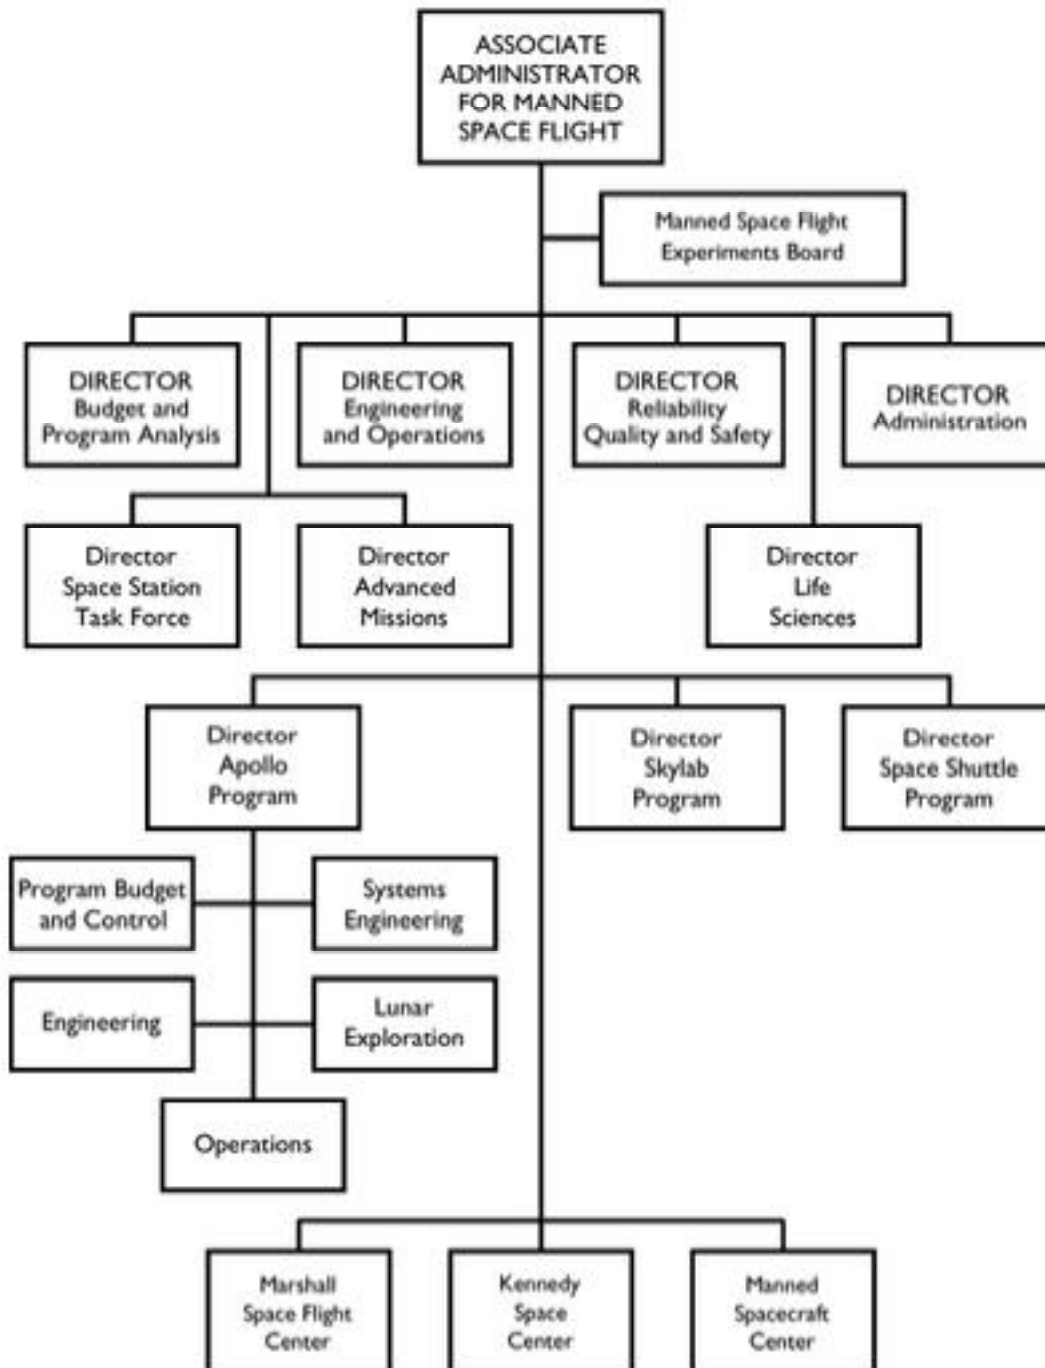 ASSOCIATE
ADMINISTRATOR
FOR MANNED
SPACE FLIGHT
Manned Space Flight
Experiments Board
DIRECTOR
Budget and
Program Analysis
DIRECTOR
Engineering
and Operations
DIRECTOR
Reliability
Quality and Safety
DIRECTOR
Administration
Director
Space Station
Task Force
Director
Advanced
Missions
Director
Life
Sciences
Director
Apollo
Program
Director
Skylab
Program
Director
Space Shuttle
Program
Program Budget
and Control
Systems
Engineering
Engineering
Lunar
Exploration
Operations
Marshall
Space Flight
Center
Kennedy
Space
Center
Manned
Spacecraft
Center